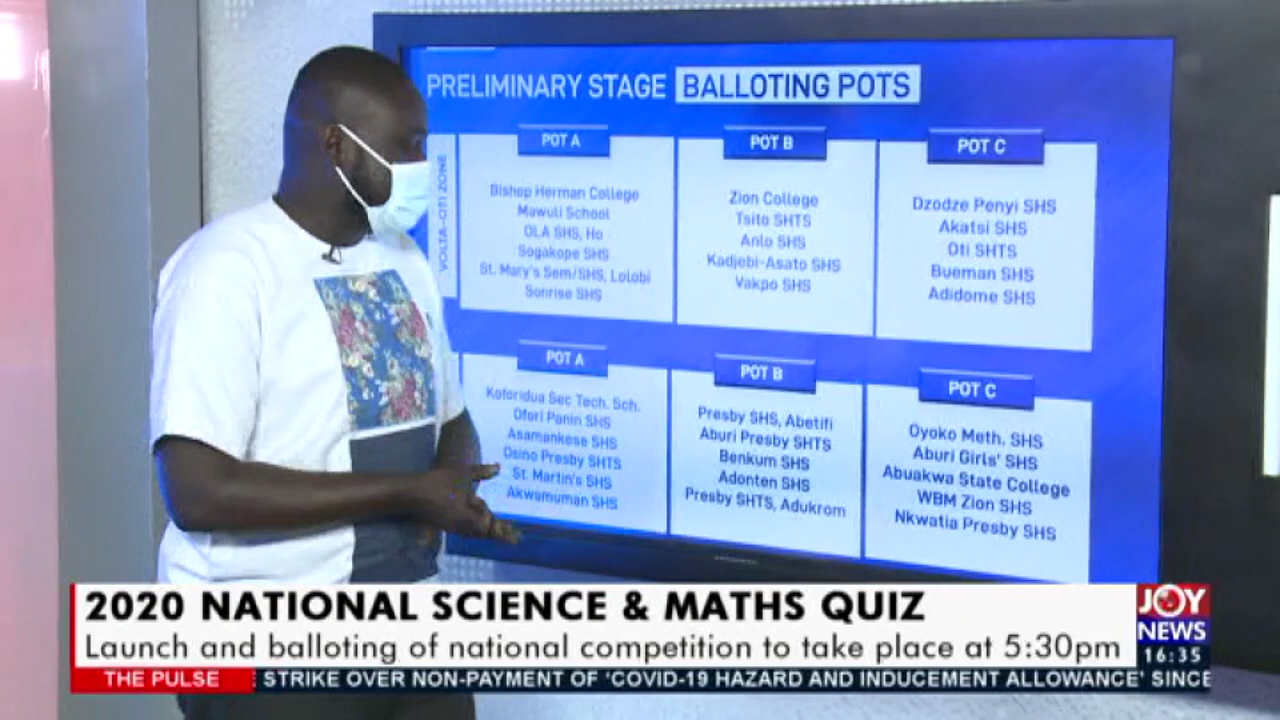 PRELIMINARY STAGE BALLOTING POTS
VOLTA-OTI ZONE
POT A
Bishop Herman College
Mawuli School
OLA SHS, Ho
Sogakope SHS
St. Mary's Sem/SHS, Lolobi
Sonrise SHS
POT B
Zion College
Tsito SHTS
Anlo SHS
Kadjebi-Asato SHS
Vakpo SHS
POT C
Dzodze Penyi SHS
Akatsi SHS
Oti SHTS
Bueman SHS
Adidome SHS
POT A
Koforidua Sec Tech. Sch.
Ofori Panin SHS
Asamankese SHS
Osino Presby SHTS
St. Martin's SHS
Akwamuman SHS
POT B
Presby SHS, Abetifi
Aburi Presby SHTS
Benkum SHS
Adonten SHS
Presby SHTS, Adukrom
POT C
Oyoko Meth. SHS
Aburi Girls' SHS
Abuakwa State College
WBM Zion SHS
Nkwatia Presby SHS
2020 NATIONAL SCIENCE & MATHS QUIZ
Launch and balloting of national competition to take place at 5:30pm
JOY
NEWS
16:35
THE PULSE
STRIKE OVER NON-PAYMENT OF 'COVID-19 HAZARD AND INDUCEMENT ALLOWANCE' SINCE